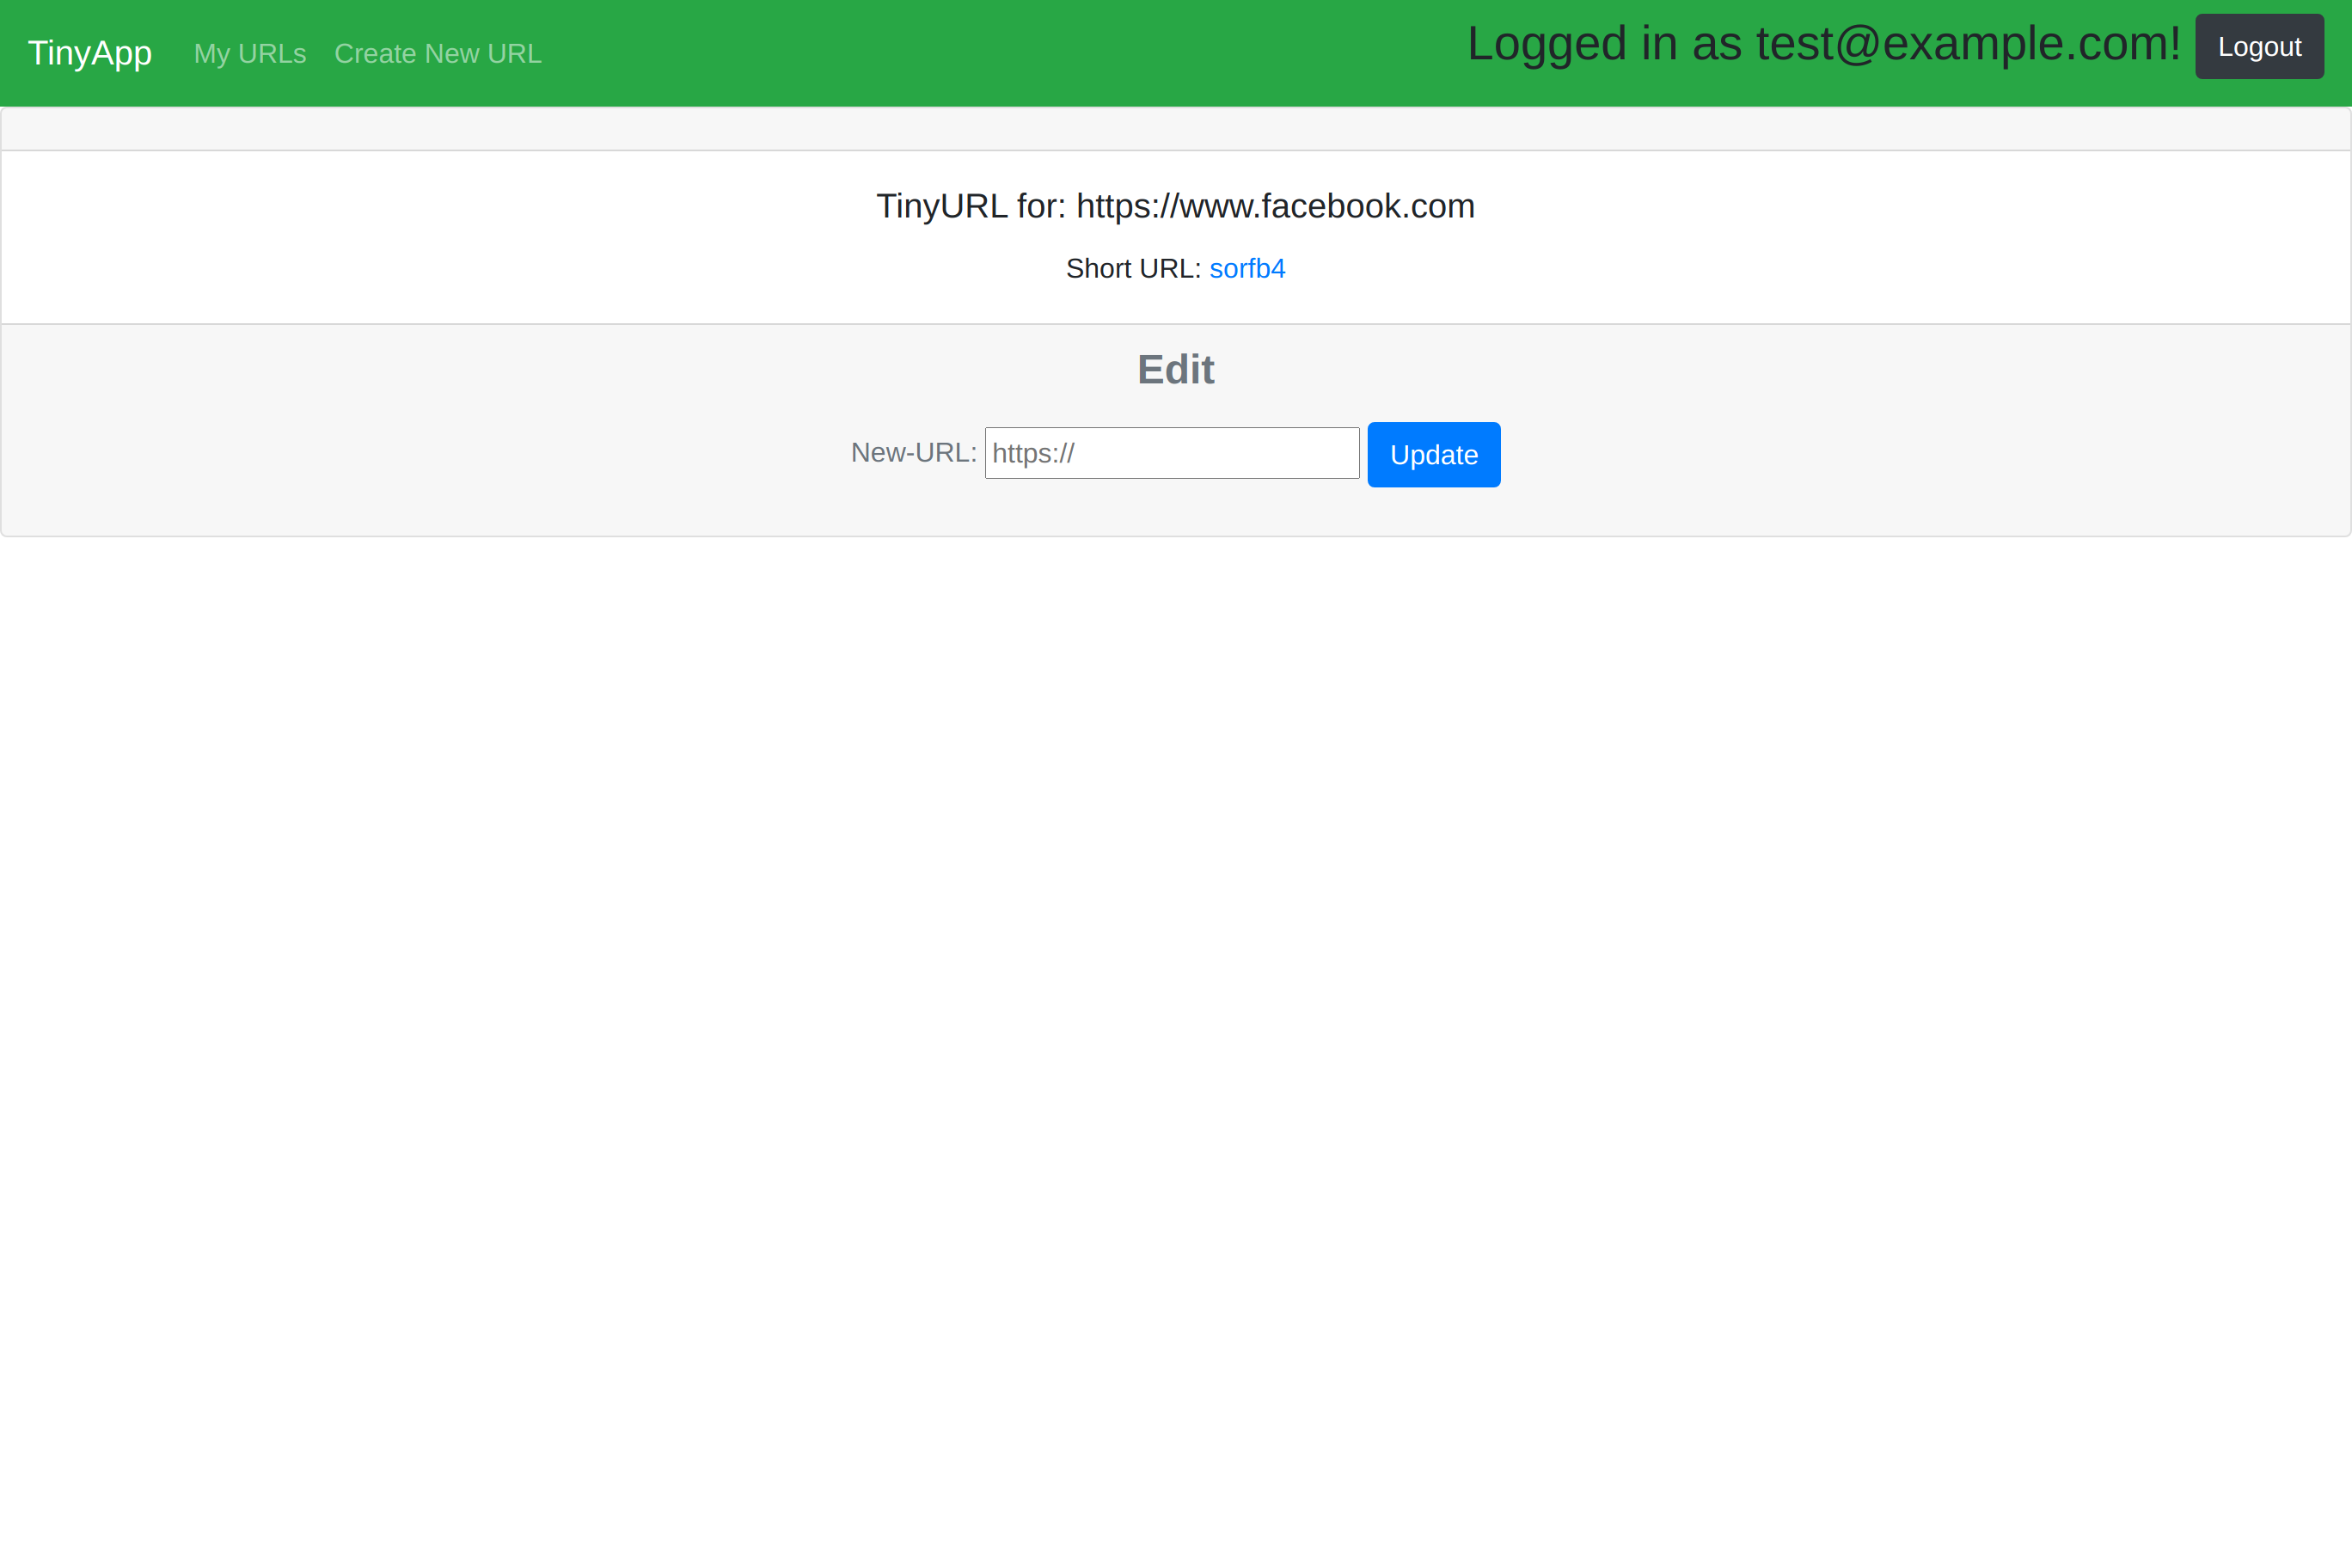 TinyApp My URLs Create New URL Logged in as test@example.com! Logout
TinyURL for: https://www.facebook.com
Short URL: sorfb4
Edit
New-URL: https:// Update